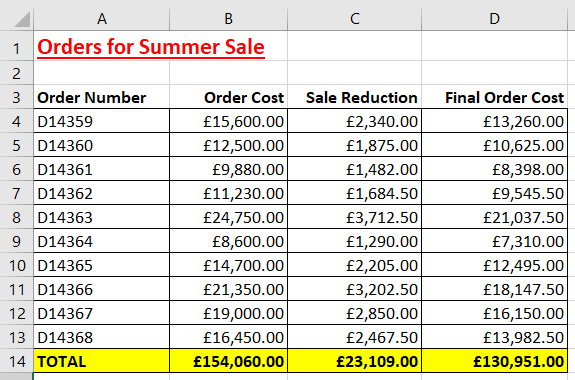 A B C D
1 Orders for Summer Sale
2
3 Order Number Order Cost Sale Reduction Final Order Cost
4 D14359 £15,600.00 £2,340.00 £13,260.00
5 D14360 £12,500.00 £1,875.00 £10,625.00
6 D14361 £9,880.00 £1,482.00 £8,398.00
7 D14362 £11,230.00 £1,684.50 £9,545.50
8 D14363 £24,750.00 £3,712.50 £21,037.50
9 D14364 £8,600.00 £1,290.00 £7,310.00
10 D14365 £14,700.00 £2,205.00 £12,495.00
11 D14366 £21,350.00 £3,202.50 £18,147.50
12 D14367 £19,000.00 £2,850.00 £16,150.00
13 D14368 £16,450.00 £2,467.50 £13,982.50
14 TOTAL £154,060.00 £23,109.00 £130,951.00